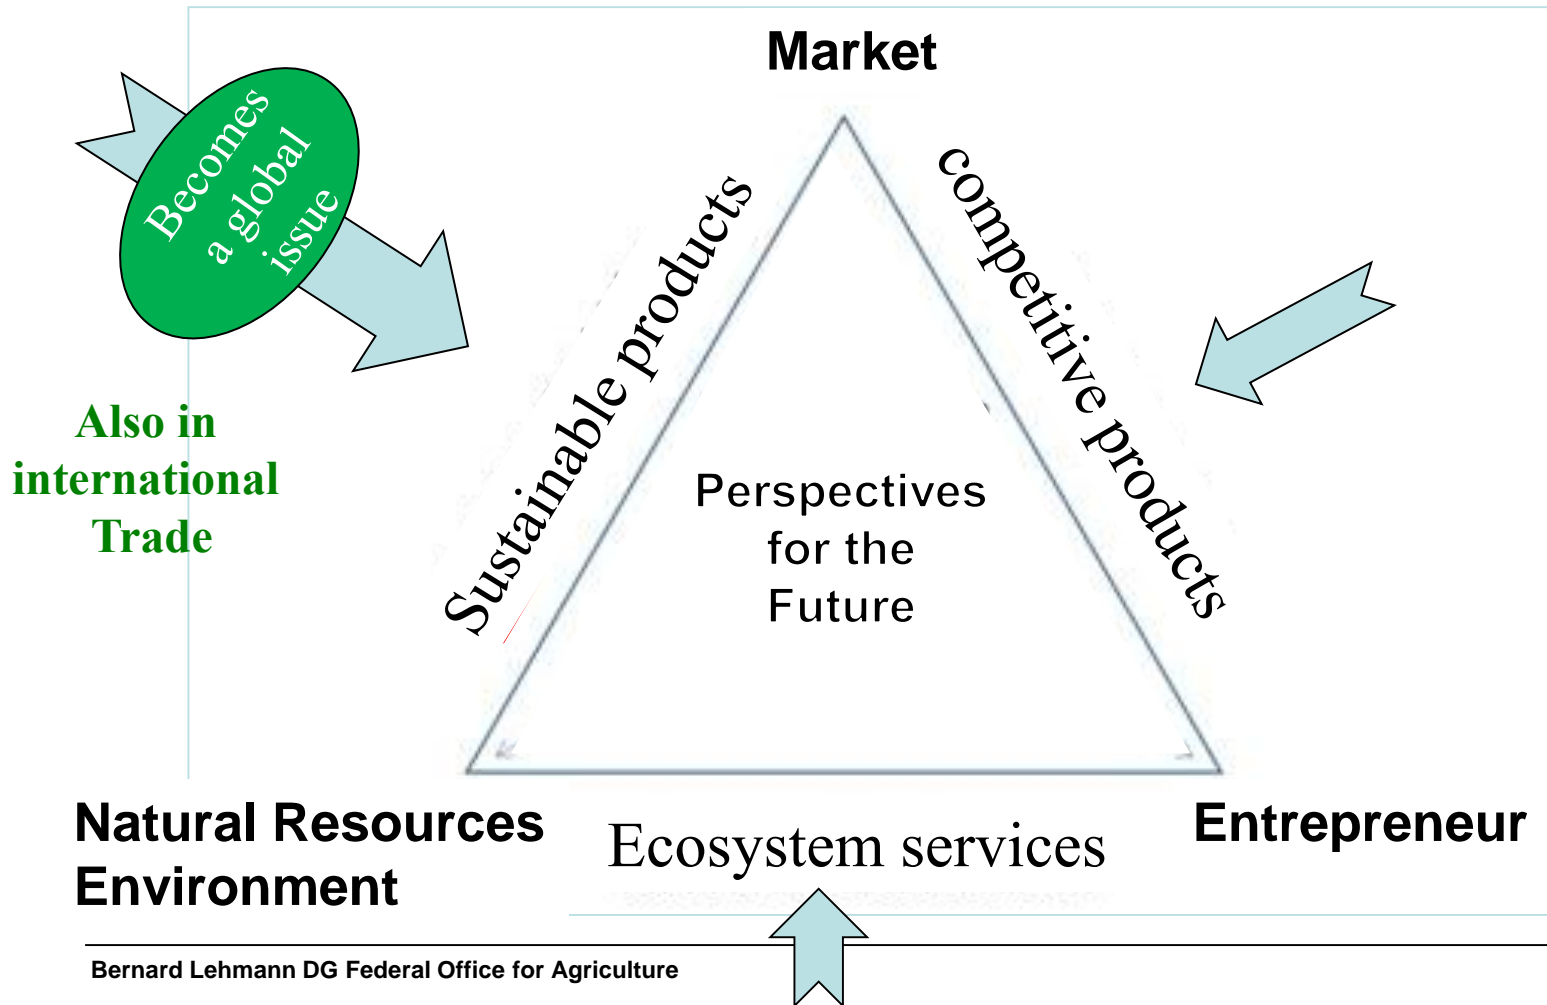 Market
Becomes
a global
issue
Sustainable products
competitive products
Also in
international
Trade
Perspectives
for the
Future
Natural Resources
Environment
Ecosystem services
Entrepreneur
Bernard Lehmann DG Federal Office for Agriculture